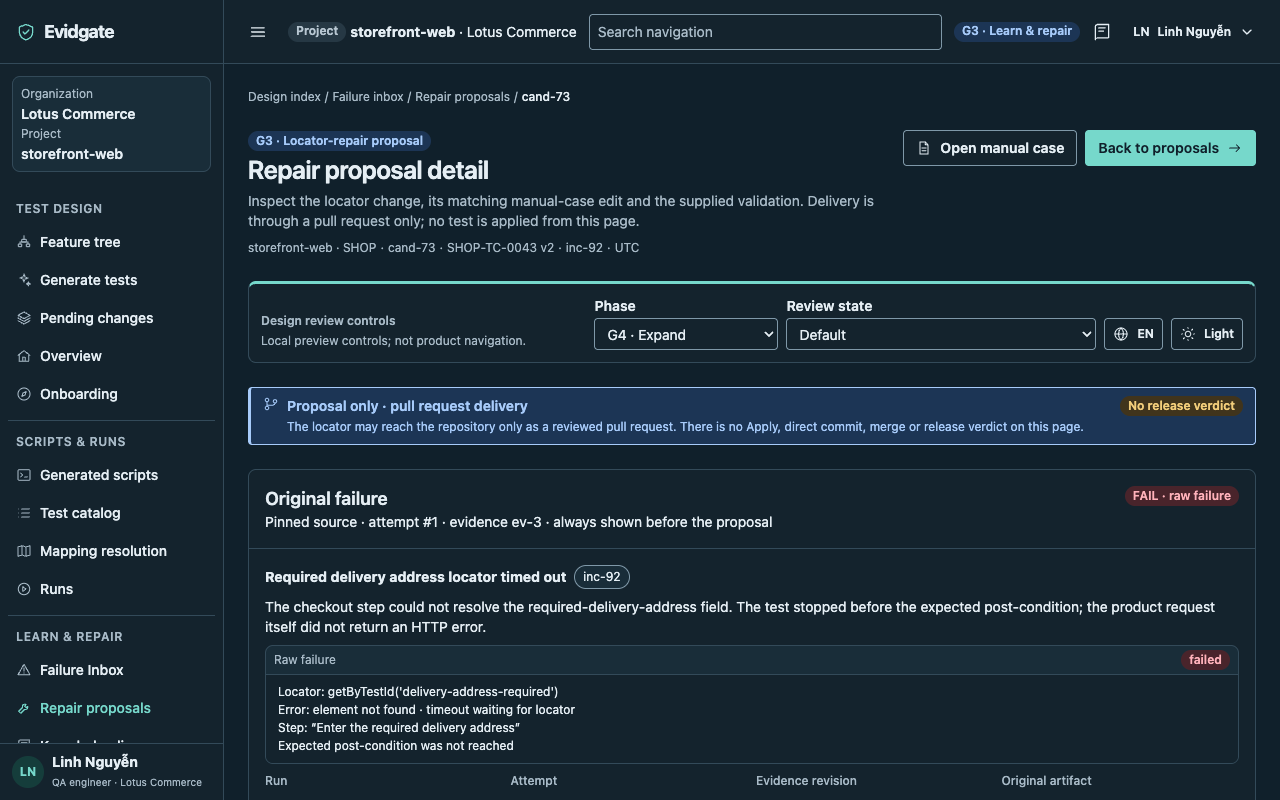 Evidgate
Project storefront-web · Lotus Commerce
Search navigation
G3 · Learn & repair
LN Linh Nguyễn
Organization
Lotus Commerce
Project
storefront-web
TEST DESIGN
Feature tree
Generate tests
Pending changes
Overview
Onboarding
SCRIPTS & RUNS
Generated scripts
Test catalog
Mapping resolution
Runs
LEARN & REPAIR
Failure Inbox
Repair proposals
LN
Linh Nguyễn
QA engineer · Lotus Commerce
Design index / Failure inbox / Repair proposals / cand-73
G3 · Locator-repair proposal
Repair proposal detail
Open manual case
Back to proposals
Inspect the locator change, its matching manual-case edit and the supplied validation. Delivery is
through a pull request only; no test is applied from this page.
storefront-web · SHOP · cand-73 · SHOP-TC-0043 v2 · inc-92 · UTC
Design review controls
Local preview controls; not product navigation.
Phase
G4 · Expand
Review state
Default
EN
Light
Proposal only · pull request delivery
No release verdict
The locator may reach the repository only as a reviewed pull request. There is no Apply, direct commit, merge or release verdict on this page.
Original failure
FAIL · raw failure
Pinned source · attempt #1 · evidence ev-3 · always shown before the proposal
Required delivery address locator timed out inc-92
The checkout step could not resolve the required-delivery-address field. The test stopped before the expected post-condition; the product request
itself did not return an HTTP error.
Raw failure
failed
Locator: getByTestId('delivery-address-required')
Error: element not found · timeout waiting for locator
Step: “Enter the required delivery address”
Expected post-condition was not reached
Run
Attempt
Evidence revision
Original artifact